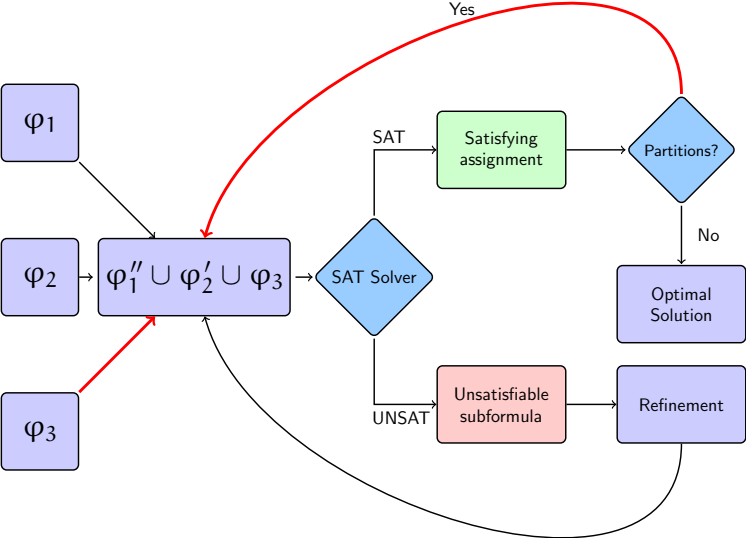 Yes
φ₁
SAT
Satisfying
assignment
Partitions?
No
φ₂
φ₁″ ∪ φ₂′ ∪ φ₃
SAT Solver
Optimal
Solution
φ₃
UNSAT
Unsatisfiable
subformula
Refinement